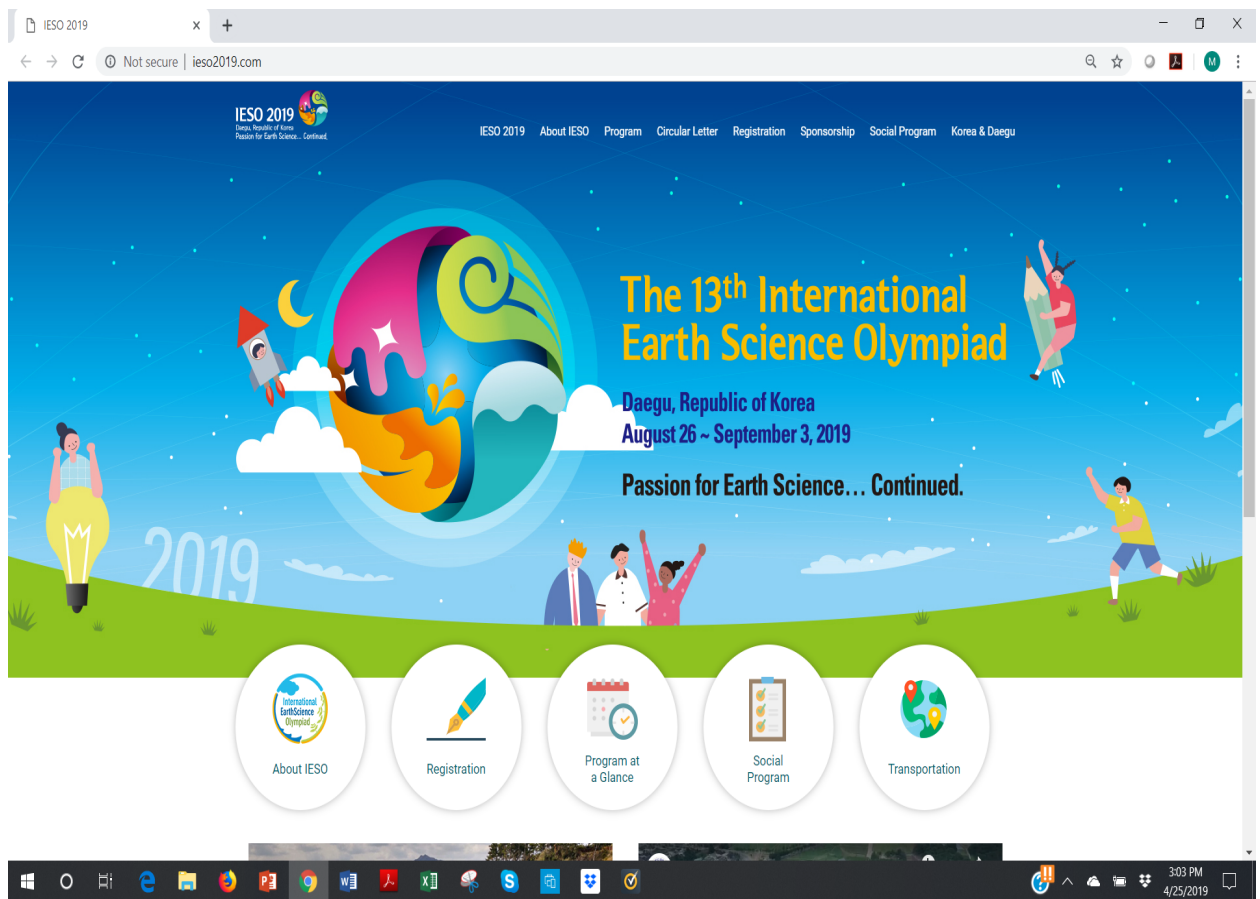 IESO 2019
Not secure | ieso2019.com
M
IESO 2019
Daegu, Republic of Korea
Passion for Earth Science... Continued.
IESO 2019 About IESO Program Circular Letter Registration Sponsorship Social Program Korea & Daegu
The 13th International
Earth Science Olympiad
Daegu, Republic of Korea
August 26 ~ September 3, 2019
Passion for Earth Science... Continued.
2019
International
EarthScience
Olympiad
About IESO
Registration
Program at
a Glance
Social
Program
Transportation
3:03 PM
4/25/2019